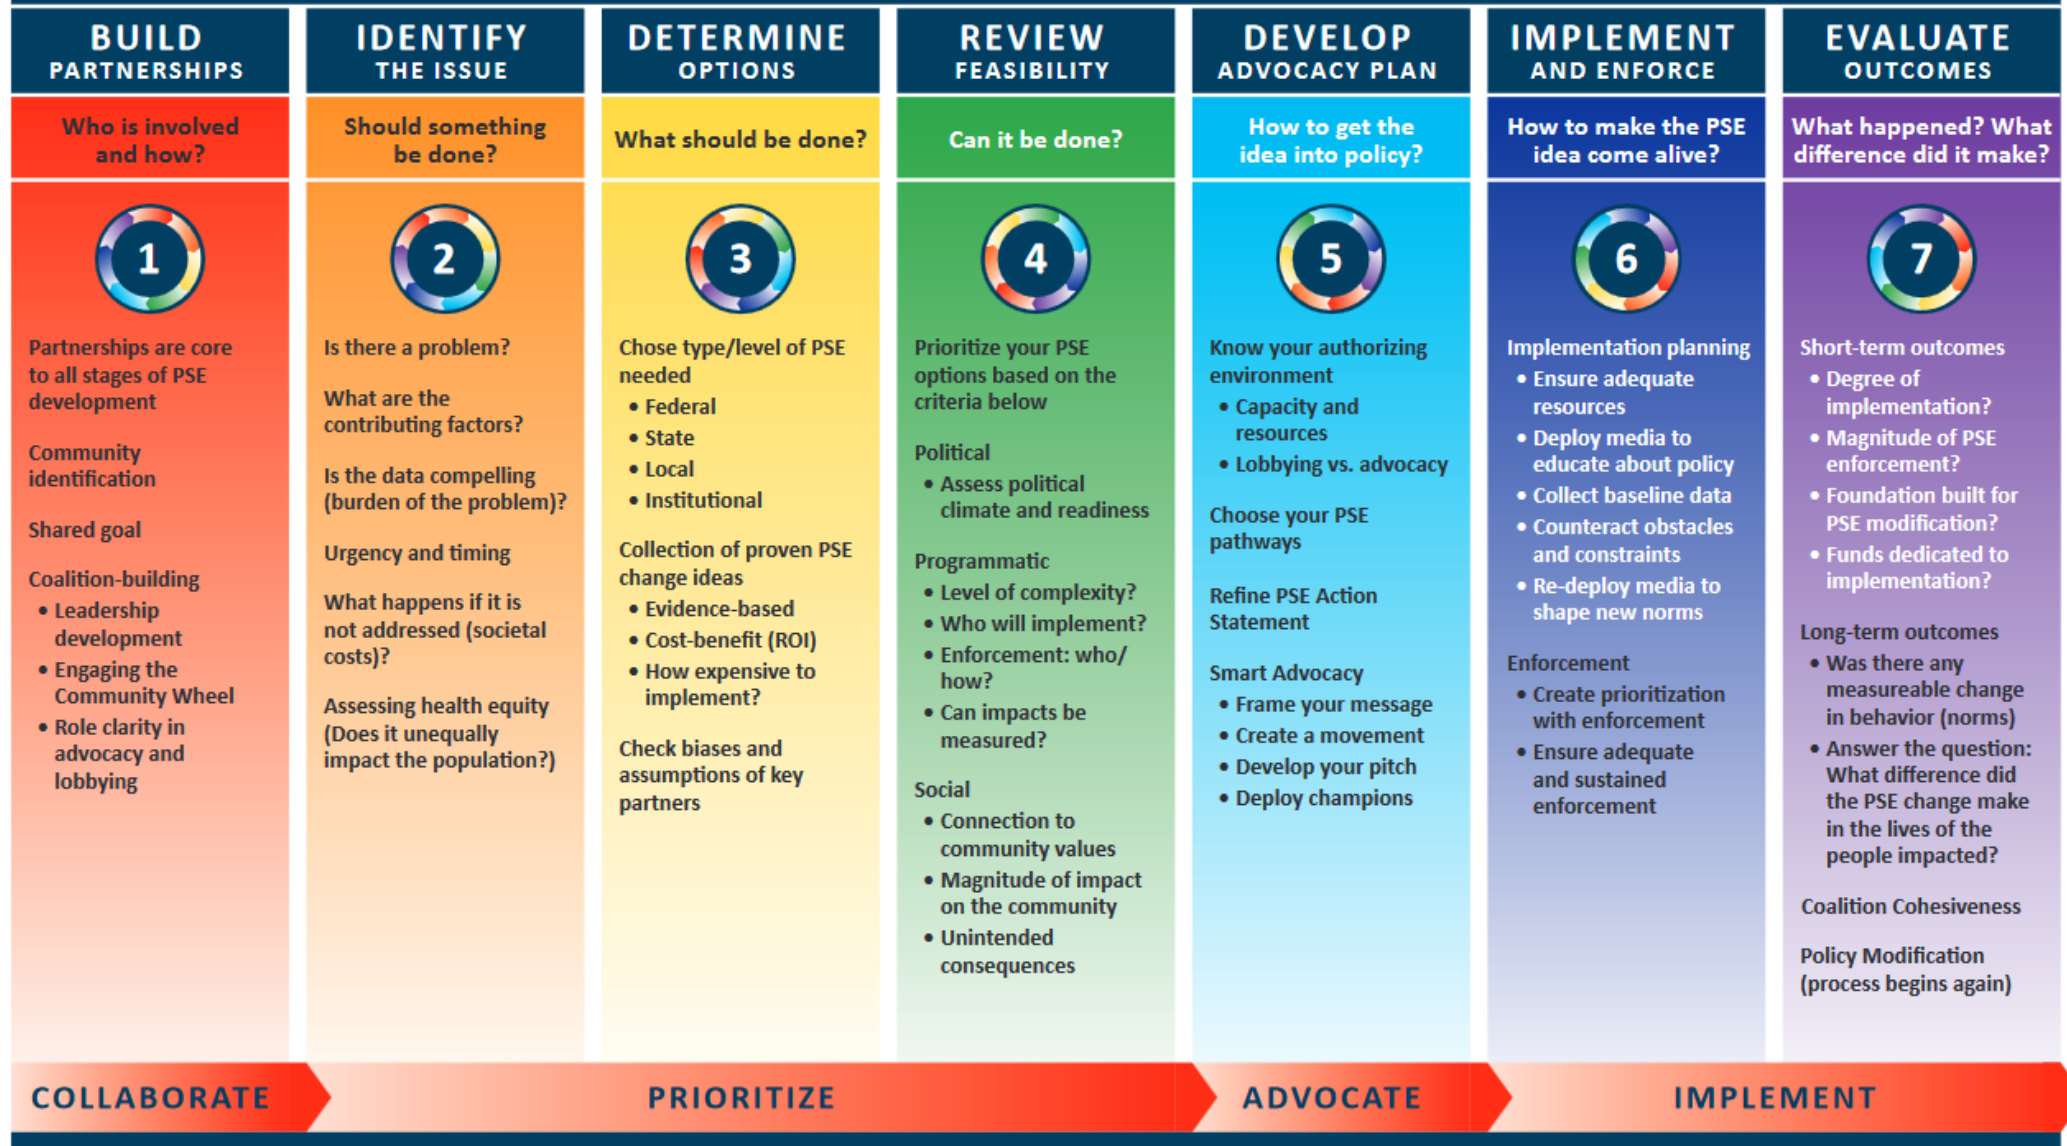 BUILD
PARTNERSHIPS
Who is involved
and how?
1
Partnerships are core
to all stages of PSE
development
Community
identification
Shared goal
Coalition-building
• Leadership
development
• Engaging the
Community Wheel
• Role clarity in
advocacy and
lobbying
IDENTIFY
THE ISSUE
Should something
be done?
2
Is there a problem?
What are the
contributing factors?
Is the data compelling
(burden of the problem)?
Urgency and timing
What happens if it is
not addressed (societal
costs)?
Assessing health equity
(Does it unequally
impact the population?)
DETERMINE
OPTIONS
What should be done?
3
Chose type/level of PSE
needed
• Federal
• State
• Local
• Institutional
Collection of proven PSE
change ideas
• Evidence-based
• Cost-benefit (ROI)
• How expensive to
implement?
Check biases and
assumptions of key
partners
REVIEW
FEASIBILITY
Can it be done?
4
Prioritize your PSE
options based on the
criteria below
Political
• Assess political
climate and readiness
Programmatic
• Level of complexity?
• Who will implement?
• Enforcement: who/
how?
• Can impacts be
measured?
Social
• Connection to
community values
• Magnitude of impact
on the community
• Unintended
consequences
DEVELOP
ADVOCACY PLAN
How to get the
idea into policy?
5
Know your authorizing
environment
• Capacity and
resources
• Lobbying vs. advocacy
Choose your PSE
pathways
Refine PSE Action
Statement
Smart Advocacy
• Frame your message
• Create a movement
• Develop your pitch
• Deploy champions
IMPLEMENT
AND ENFORCE
How to make the PSE
idea come alive?
6
Implementation planning
• Ensure adequate
resources
• Deploy media to
educate about policy
• Collect baseline data
• Counteract obstacles
and constraints
• Re-deploy media to
shape new norms
Enforcement
• Create prioritization
with enforcement
• Ensure adequate
and sustained
enforcement
EVALUATE
OUTCOMES
What happened? What
difference did it make?
7
Short-term outcomes
• Degree of
implementation?
• Magnitude of PSE
enforcement?
• Foundation built for
PSE modification?
• Funds dedicated to
implementation?
Long-term outcomes
• Was there any
measureable change
in behavior (norms)
• Answer the question:
What difference did
the PSE change make
in the lives of the
people impacted?
Coalition Cohesiveness
Policy Modification
(process begins again)
COLLABORATE
PRIORITIZE
ADVOCATE
IMPLEMENT